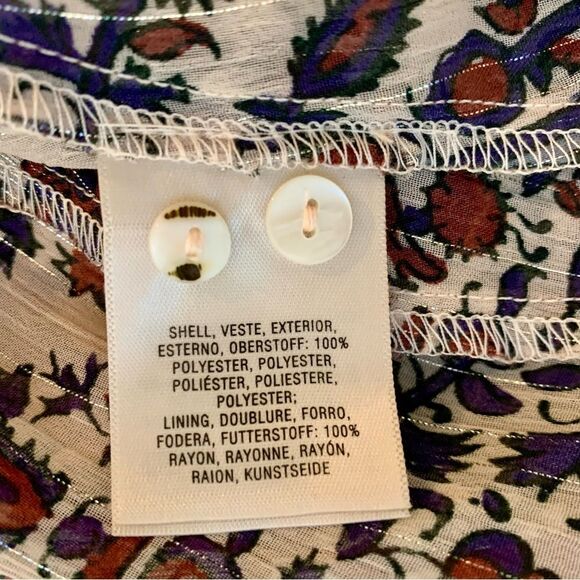 SHELL, VESTE, EXTERIOR,
ESTERNO, OBERSTOFF: 100%
POLYESTER, POLYESTER,
POLIÉSTER, POLIESTERE,
POLYESTER;
LINING, DOUBLURE, FORRO,
FODERA, FUTTERSTOFF: 100%
RAYON, RAYONNE, RAYÓN,
RAION, KUNSTSEIDE